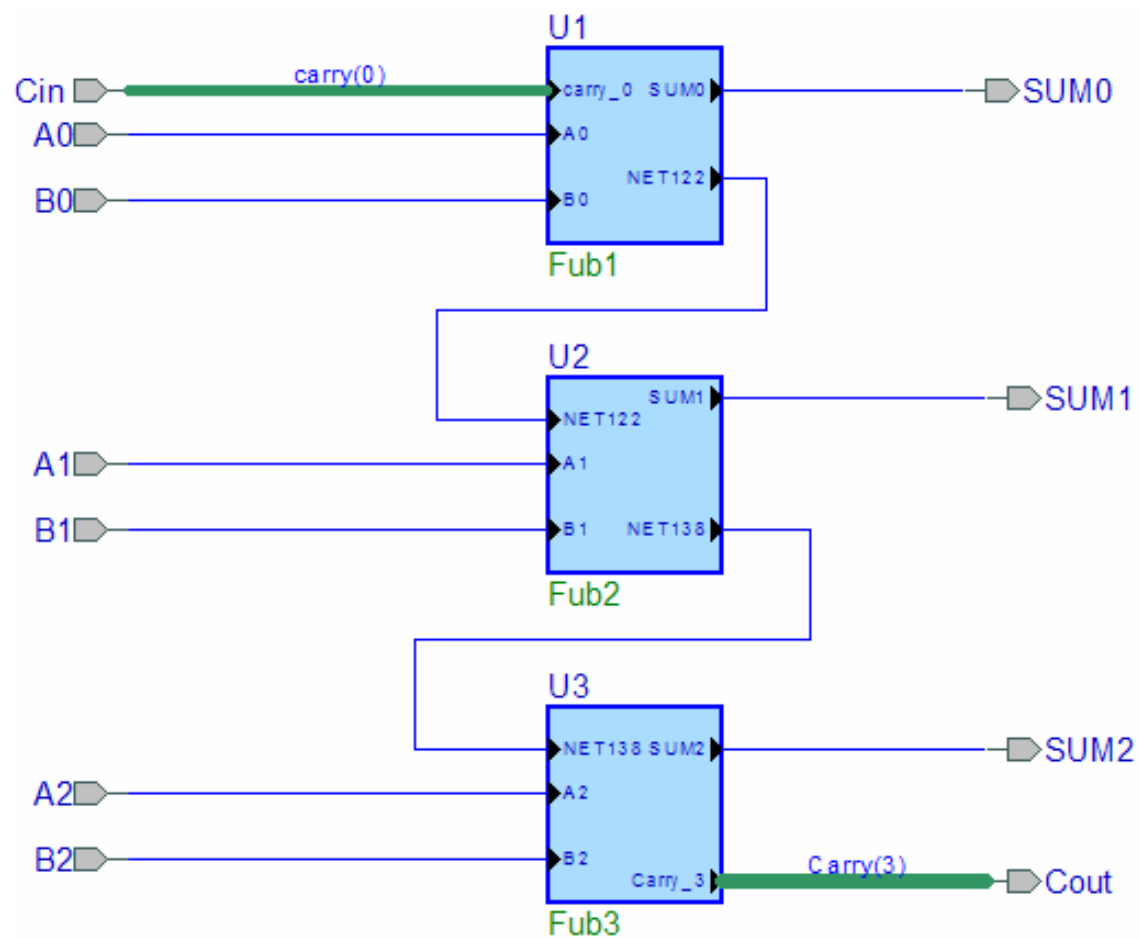 U1
Cin carry(0) carry_0 SUM0 SUM0
A0 A0
NET122
B0 B0
Fub1
U2
SUM1 SUM1
NET122
A1 A1
B1 B1 NET138
Fub2
U3
NET138 SUM2 SUM2
A2 A2
B2 B2
Carry_3 Carry(3) Cout
Fub3